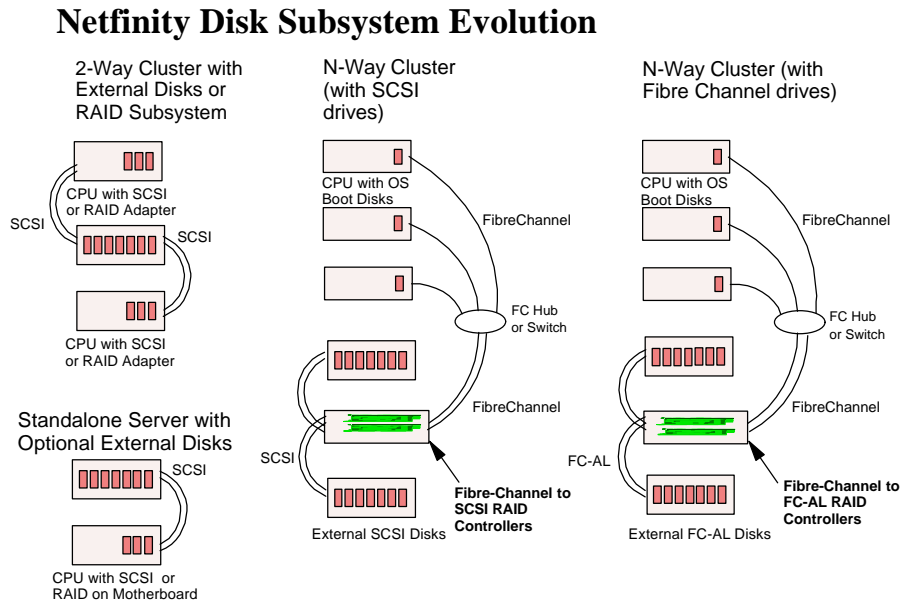 Netfinity Disk Subsystem Evolution
2-Way Cluster with
External Disks or
RAID Subsystem
CPU with SCSI
or RAID Adapter
SCSI
SCSI
CPU with SCSI
or RAID Adapter
Standalone Server with
Optional External Disks
SCSI
CPU with SCSI or
RAID on Motherboard
N-Way Cluster
(with SCSI
drives)
CPU with OS
Boot Disks
FibreChannel
FC Hub
or Switch
FibreChannel
SCSI
Fibre-Channel to
SCSI RAID
Controllers
External SCSI Disks
N-Way Cluster (with
Fibre Channel drives)
CPU with OS
Boot Disks
FibreChannel
FC Hub
or Switch
FibreChannel
FC-AL
Fibre-Channel to
FC-AL RAID
Controllers
External FC-AL Disks